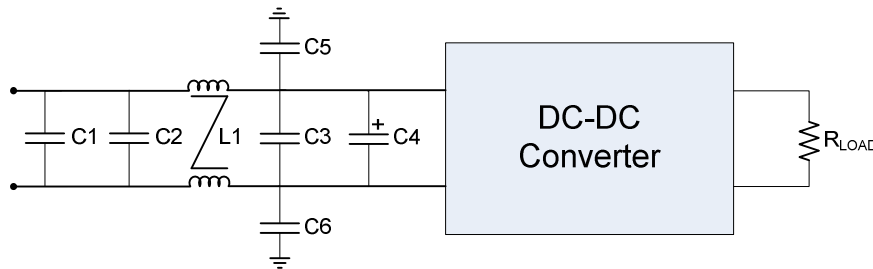 C5
C1
C2
L1
C3
+
C4
DC-DC
Converter
RLOAD
C6